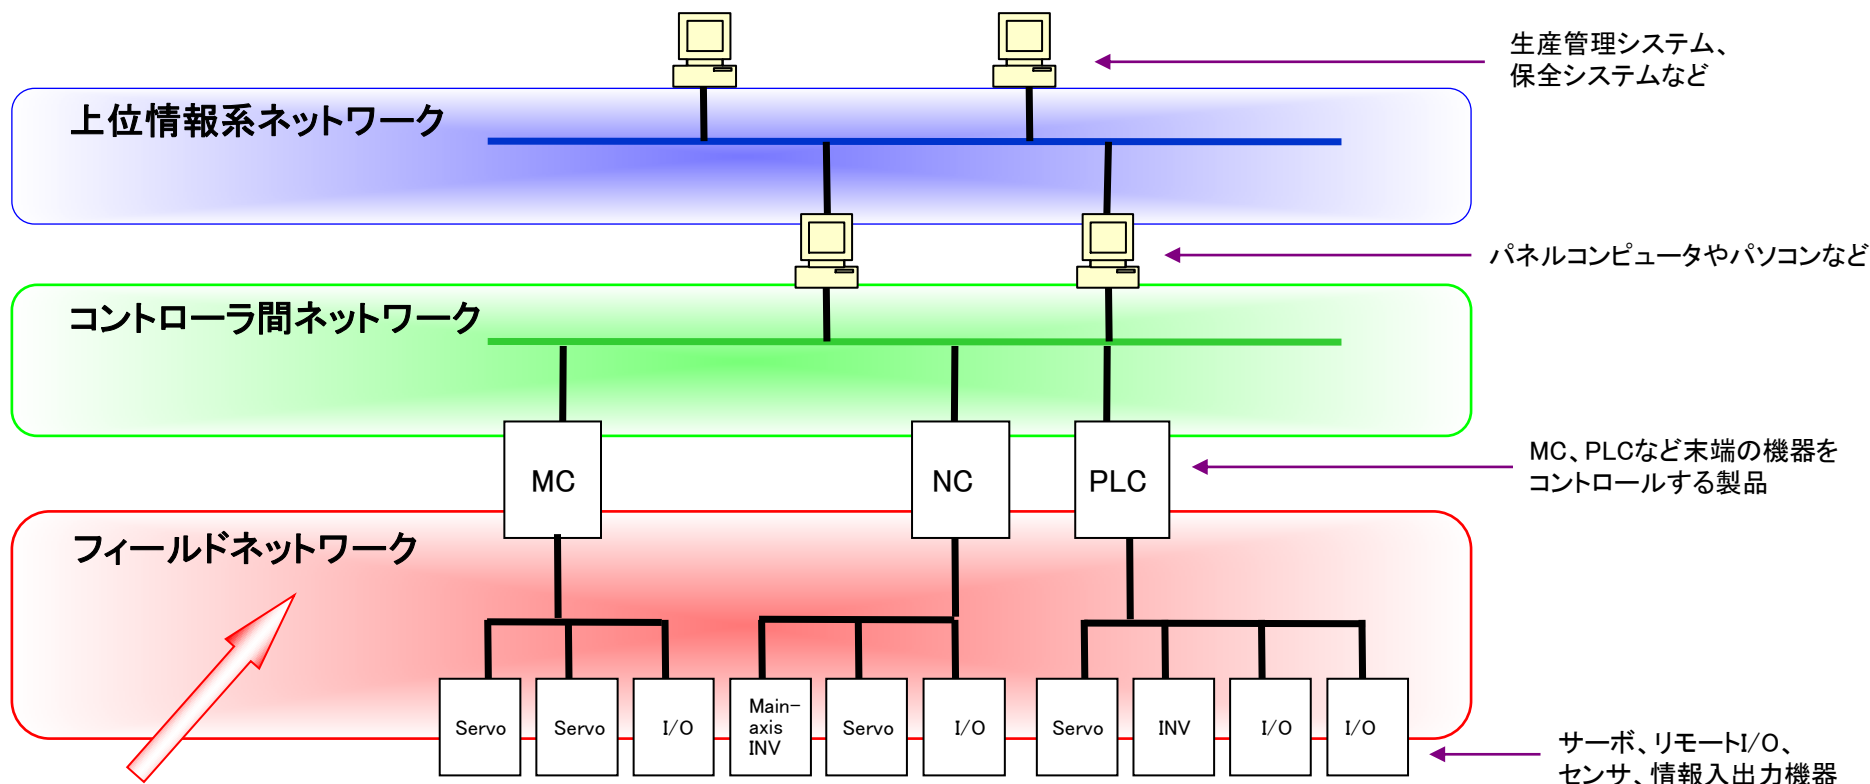 生産管理システム、
保全システムなど
上位情報系ネットワーク
パネルコンピュータやパソコンなど
コントローラ間ネットワーク
MC、PLCなど末端の機器を
コントロールする製品
MC
NC
PLC
フィールドネットワーク
Servo
Servo
I/O
Main-
axis
INV
Servo
I/O
Servo
INV
I/O
I/O
サーボ、リモートI/O、
センサ、情報入出力機器